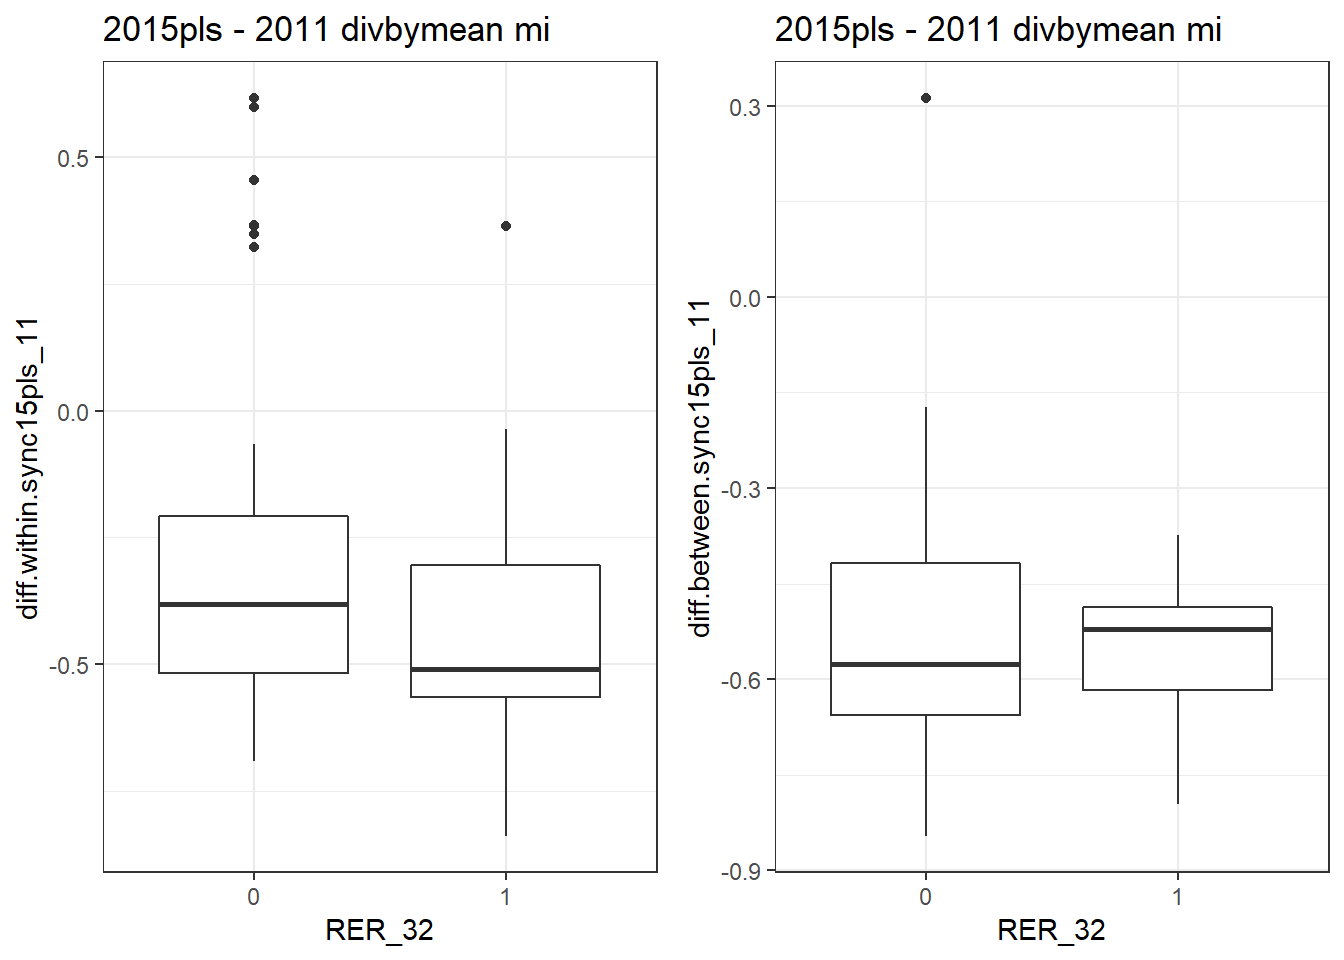 2015pls - 2011 divbymean mi
diff.within.sync15pls_11
0.5
0.0
-0.5
0
1
RER_32
2015pls - 2011 divbymean mi
diff.between.sync15pls_11
0.3
0.0
-0.3
-0.6
-0.9
0
1
RER_32